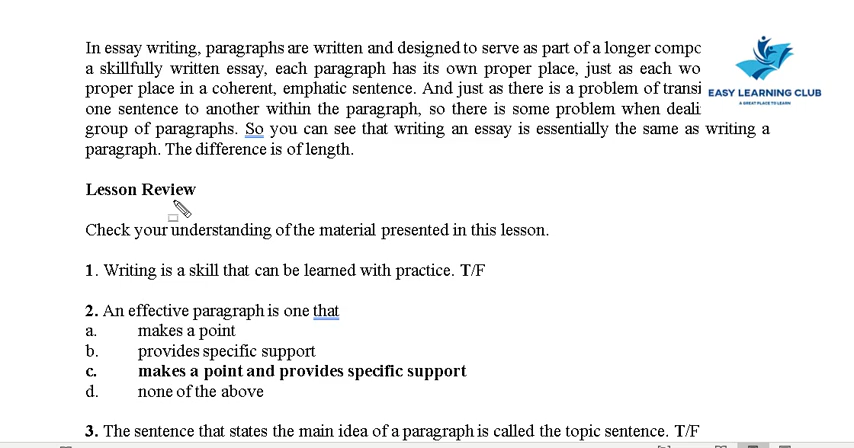 In essay writing, paragraphs are written and designed to serve as part of a longer
a skillfully written essay, each paragraph has its own proper place, just as each
proper place in a coherent, emphatic sentence. And just as there is a problem of
one sentence to another within the paragraph, so there is some problem when
group of paragraphs. So you can see that writing an essay is essentially the same as writing a
paragraph. The difference is of length.
EASY LEARNING CLUB
A GREAT PLACE TO LEARN
Lesson Review
Check your understanding of the material presented in this lesson.
1. Writing is a skill that can be learned with practice. T/F
2. An effective paragraph is one that
a. makes a point
b. provides specific support
c. makes a point and provides specific support
d. none of the above
3. The sentence that states the main idea of a paragraph is called the topic sentence. T/F